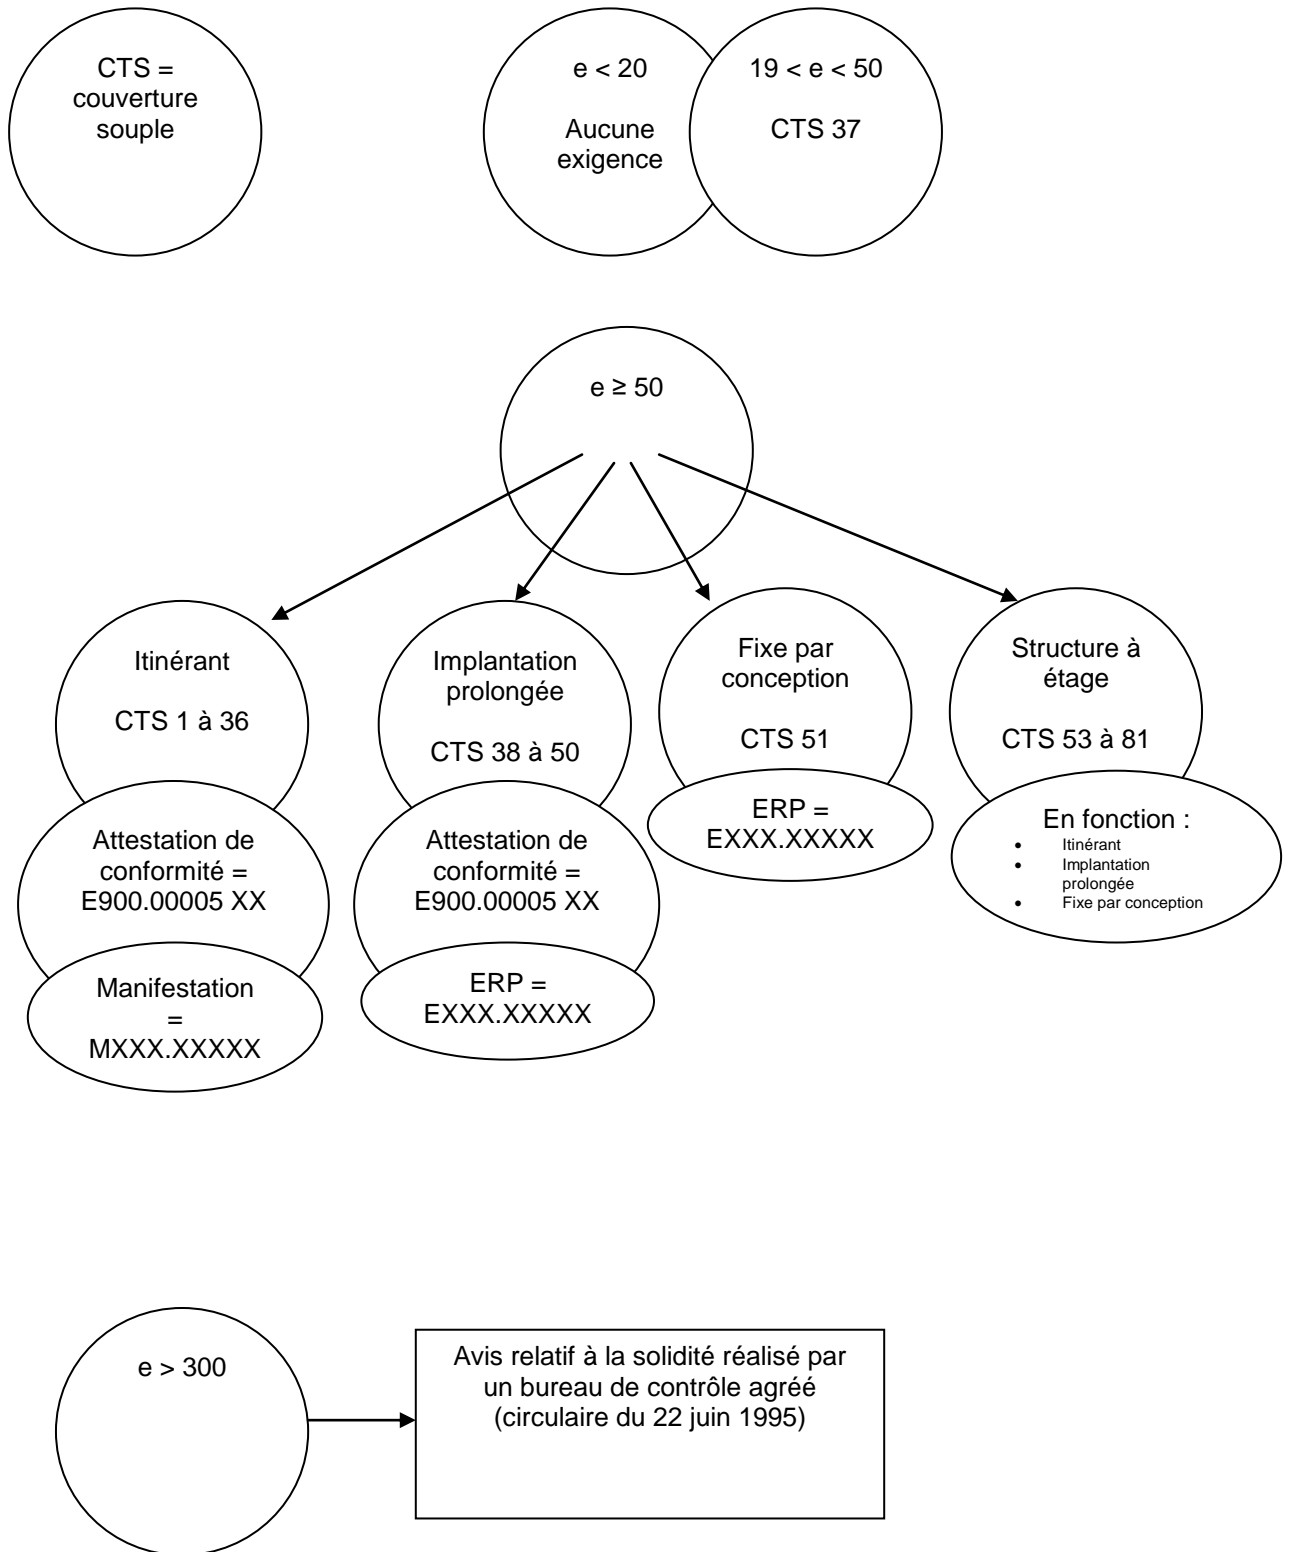 CTS =
couverture
souple
e < 20
Aucune
exigence
19 < e < 50
CTS 37
e ≥ 50
Itinérant
CTS 1 à 36
Attestation de
conformité =
E900.00005 XX
Manifestation
=
MXXX.XXXXX
Implantation
prolongée
CTS 38 à 50
Attestation de
conformité =
E900.00005 XX
ERP =
EXXX.XXXXX
Fixe par
conception
CTS 51
ERP =
EXXX.XXXXX
Structure à
étage
CTS 53 à 81
En fonction :
• Itinérant
• Implantation
prolongée
• Fixe par conception
e > 300
Avis relatif à la solidité réalisé par
un bureau de contrôle agréé
(circulaire du 22 juin 1995)